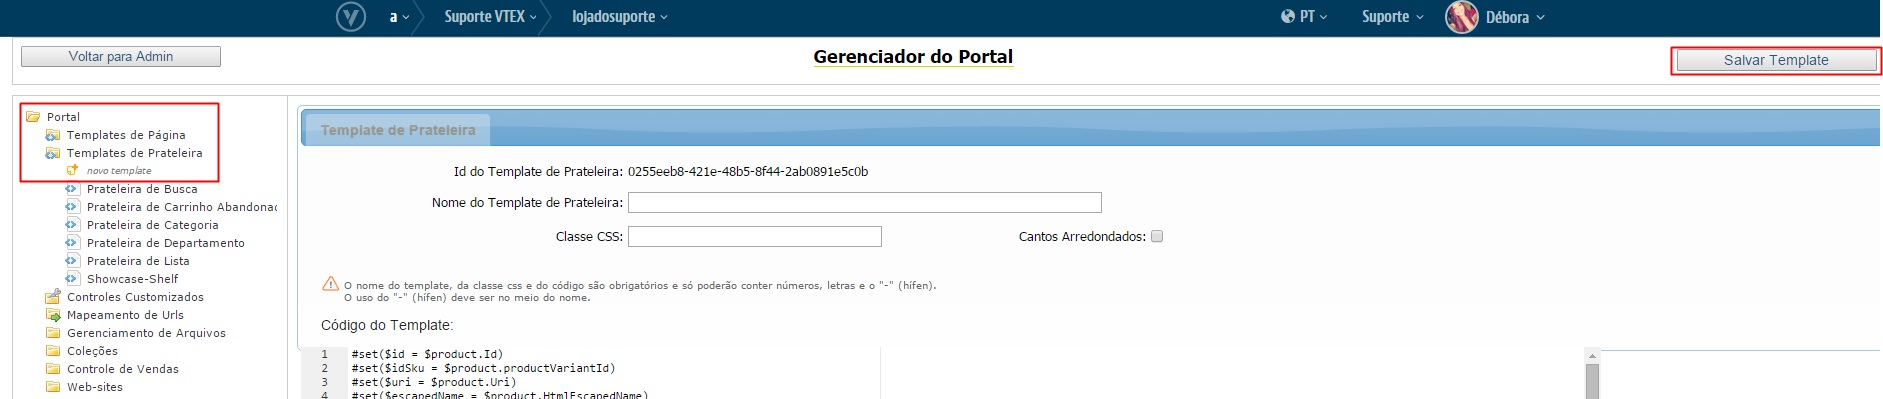 a Suporte VTEX lojadosuporte PT Suporte Débora
Voltar para Admin Gerenciador do Portal Salvar Template
Portal
Templates de Página
Templates de Prateleira
novo template
Prateleira de Busca
Prateleira de Carrinho Abandonac
Prateleira de Categoria
Prateleira de Departamento
Prateleira de Lista
Showcase-Shelf
Controles Customizados
Mapeamento de Urls
Gerenciamento de Arquivos
Coleções
Controle de Vendas
Web-sites
Template de Prateleira
Id do Template de Prateleira: 0255eeb8-421e-48b5-8f44-2ab0891e5c0b
Nome do Template de Prateleira:
Classe CSS: Cantos Arredondados:
O nome do template, da classe css e do código são obrigatórios e só poderão conter números, letras e o "-" (hífen).
O uso do "-" (hífen) deve ser no meio do nome.
Código do Template:
1 #set($id = $product.Id)
2 #set($idSku = $product.productVariantId)
3 #set($uri = $product.Uri)
4 #set($escapedName = $product.HtmlEscapedName)